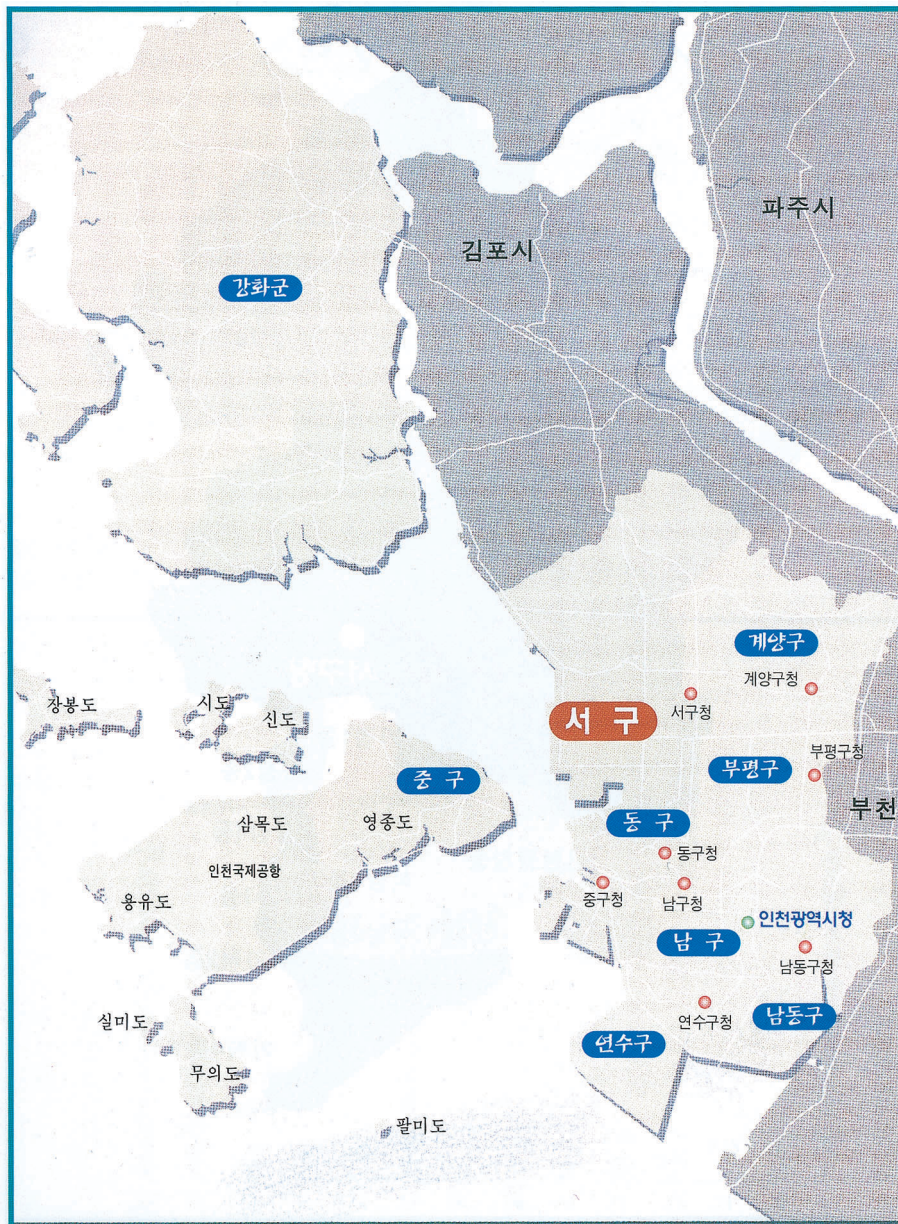 파주시
김포시
강화군
계양구
계양구청
장봉도
시도
신도
서 구
서구청
부평구청
부평구
중 구
부천
삼목도
영종도
동 구
동구청
인천국제공항
중구청
남구청
용유도
인천광역시청
남 구
남동구청
실미도
연수구청
남동구
연수구
무의도
팔미도